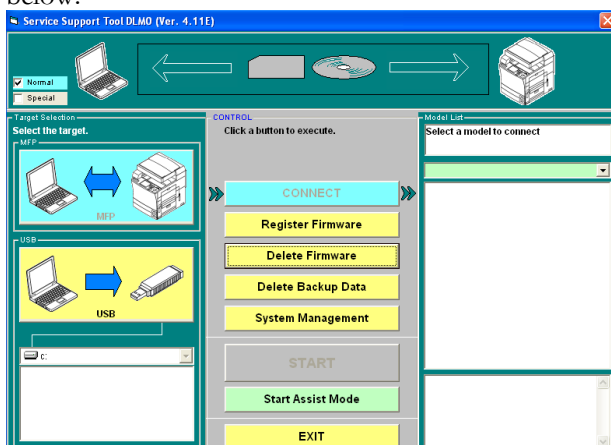 below.
Service Support Tool DLMO (Ver. 4.11E)
Normal
Special
Target Selection
Select the target.
MFP
MFP
USB
USB
c:
CONTROL
Click a button to execute.
CONNECT
Register Firmware
Delete Firmware
Delete Backup Data
System Management
START
Start Assist Mode
EXIT
Model List
Select a model to connect